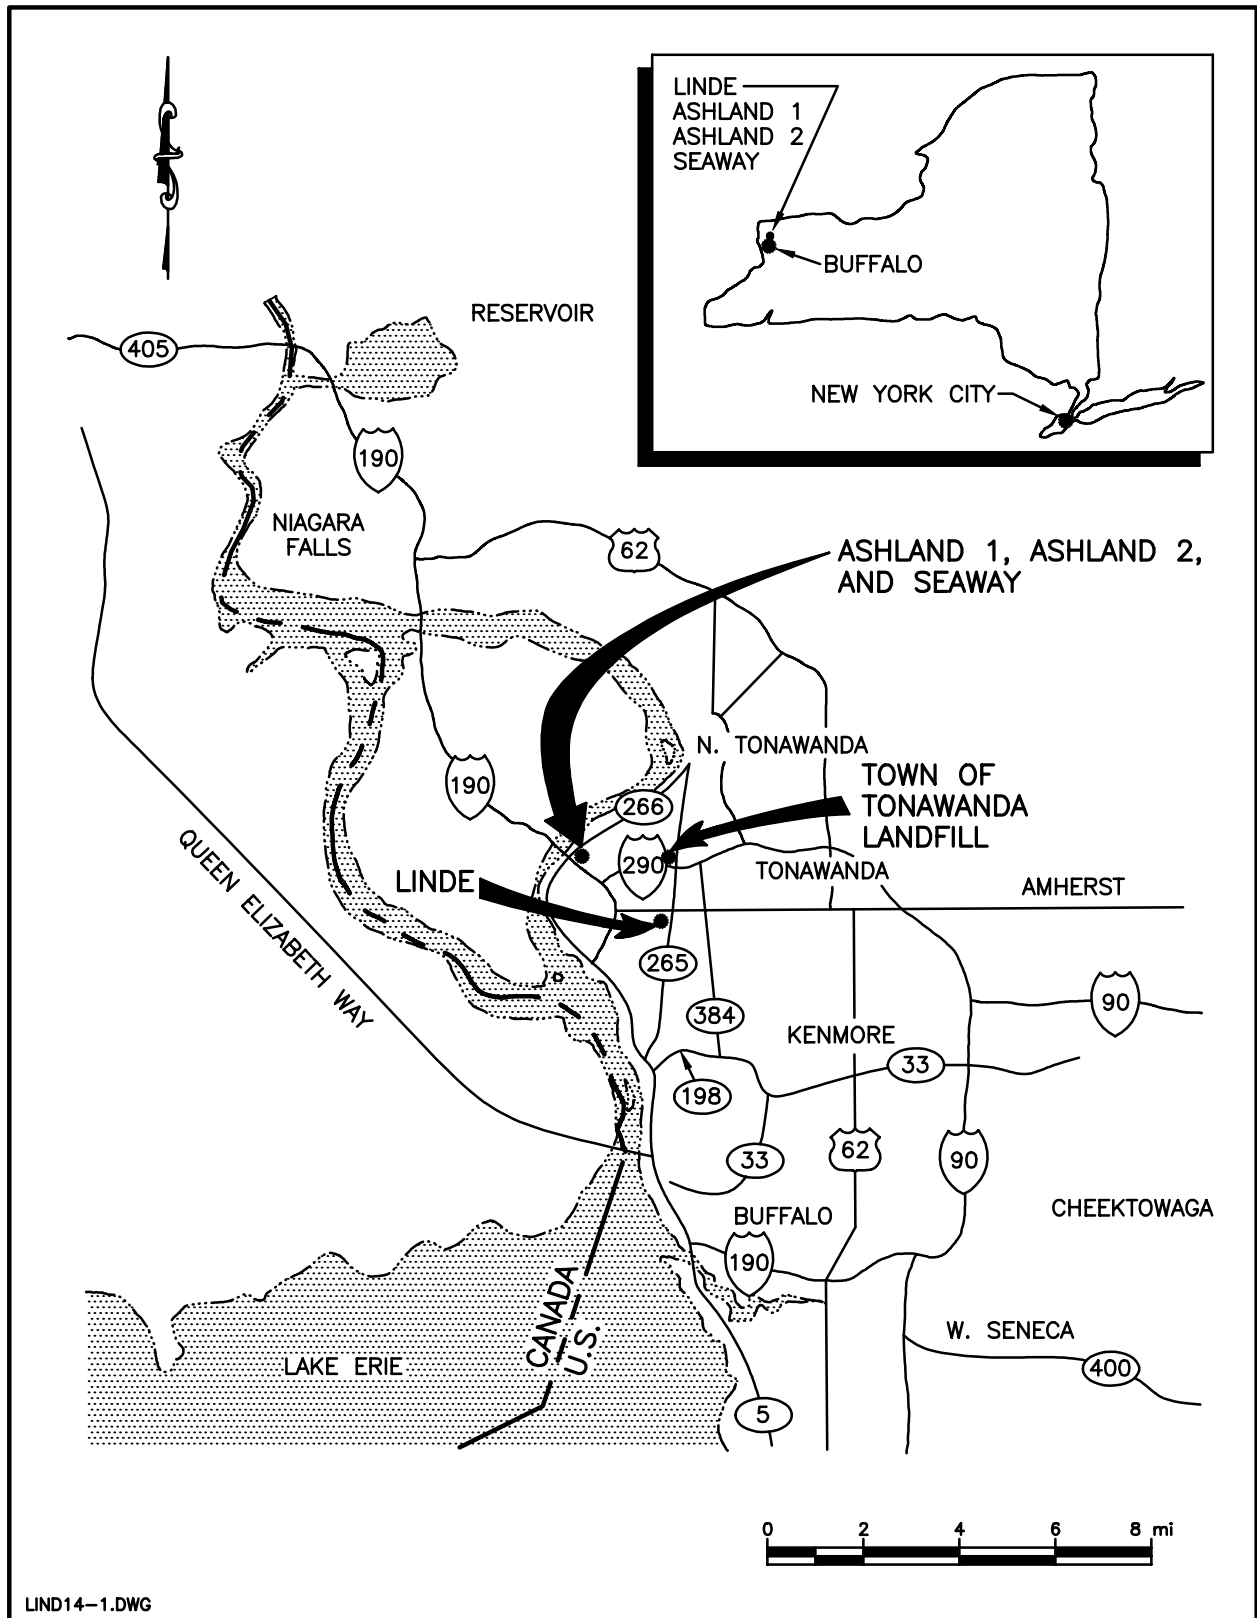 LINDE
ASHLAND 1
ASHLAND 2
SEAWAY
BUFFALO
NEW YORK CITY
RESERVOIR
405
190
NIAGARA
FALLS
62
ASHLAND 1, ASHLAND 2,
AND SEAWAY
N. TONAWANDA
190
266
TOWN OF
TONAWANDA
LANDFILL
290
TONAWANDA
LINDE
AMHERST
QUEEN ELIZABETH WAY
265
384
90
KENMORE
33
198
62
33
90
BUFFALO
CHEEKTOWAGA
190
CANADA
U.S.
W. SENECA
LAKE ERIE
400
5
0 2 4 6 8 mi
LIND14-1.DWG